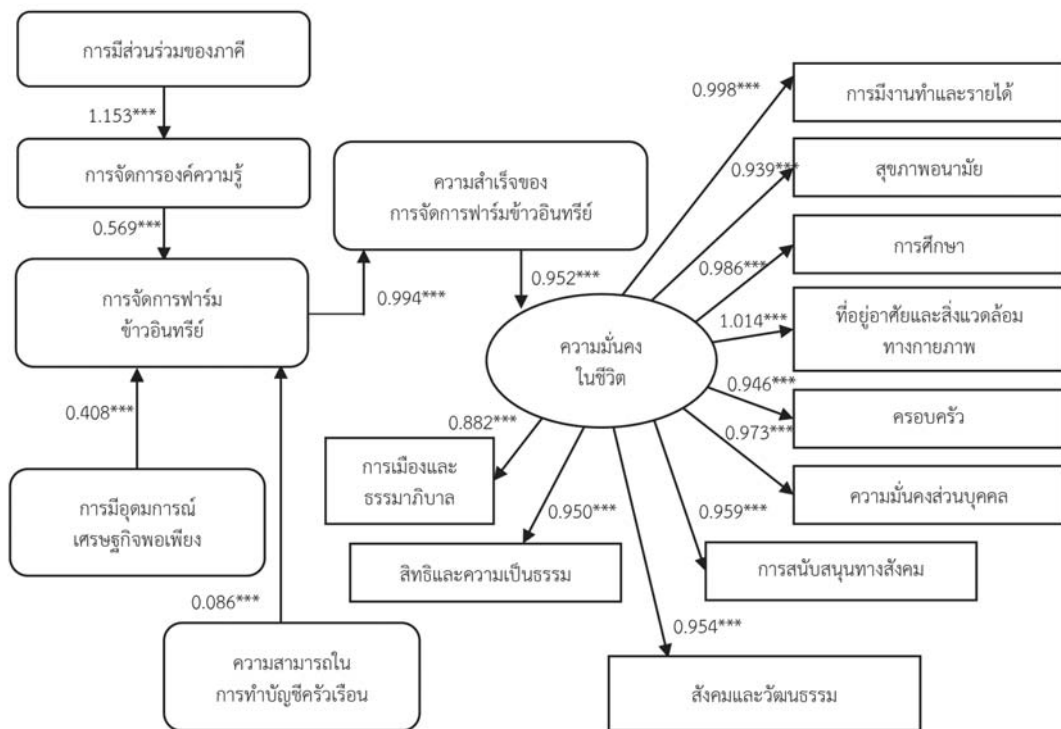 การมีส่วนร่วมของภาคี
1.153***
การจัดการองค์ความรู้
0.569***
การจัดการฟาร์ม
ข้าวอินทรีย์
0.408***
การมีอุดมการณ์
เศรษฐกิจพอเพียง
0.086***
ความสามารถใน
การทำบัญชีครัวเรือน
0.994***
ความสำเร็จของ
การจัดการฟาร์มข้าวอินทรีย์
0.952***
ความมั่นคง
ในชีวิต
0.998***
การมีงานทำและรายได้
0.939***
สุขภาพอนามัย
0.986***
การศึกษา
1.014***
ที่อยู่อาศัยและสิ่งแวดล้อม
ทางกายภาพ
0.946***
ครอบครัว
0.973***
ความมั่นคงส่วนบุคคล
0.959***
การสนับสนุนทางสังคม
0.954***
สังคมและวัฒนธรรม
0.950***
สิทธิและความเป็นธรรม
0.882***
การเมืองและ
ธรรมาภิบาล